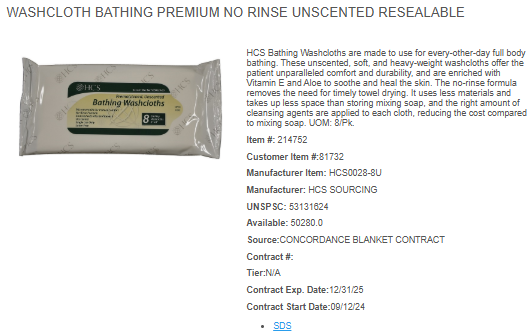 WASHCLOTH BATHING PREMIUM NO RINSE UNSCENTED RESEALABLE
HCS
Premium No Rinse, Unscented
Bathing Washcloths
8
HCS Bathing Washcloths are made to use for every-other-day full body
bathing. These unscented, soft, and heavy-weight washcloths offer the
patient unparalleled comfort and durability, and are enriched with
Vitamin E and Aloe to soothe and heal the skin. The no-rinse formula
removes the need for timely towel drying. It uses less materials and
takes up less space than storing mixing soap, and the right amount of
cleansing agents are applied to each cloth, reducing the cost compared
to mixing soap. UOM: 8/Pk.
Item #: 214752
Customer Item #:81732
Manufacturer Item: HCS0028-8U
Manufacturer: HCS SOURCING
UNSPSC: 53131624
Available: 50280.0
Source:CONCORDANCE BLANKET CONTRACT
Contract #:
Tier:N/A
Contract Exp. Date:12/31/25
Contract Start Date:09/12/24
• SDS